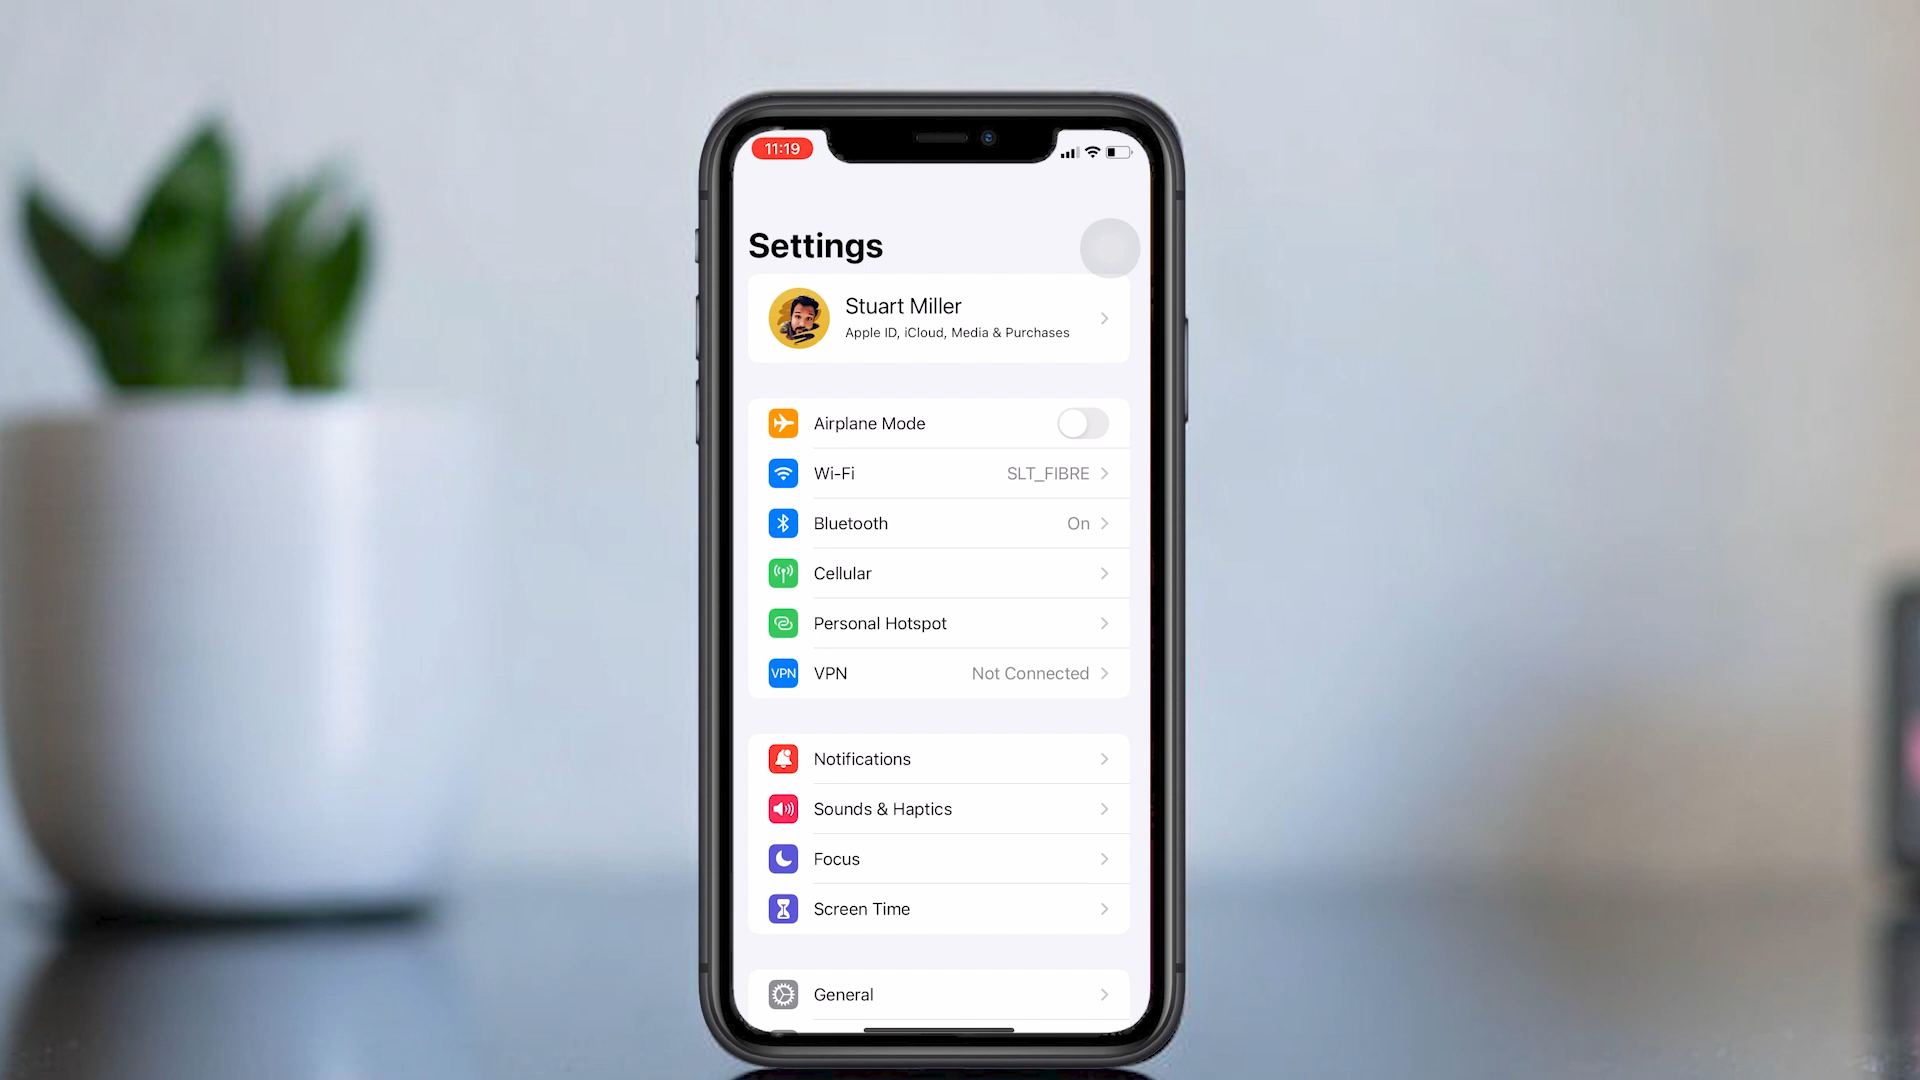 11:19
Settings
Stuart Miller
Apple ID, iCloud, Media & Purchases
Airplane Mode
Wi-Fi SLT_FIBRE
Bluetooth On
Cellular
Personal Hotspot
VPN VPN Not Connected
Notifications
Sounds & Haptics
Focus
Screen Time
General